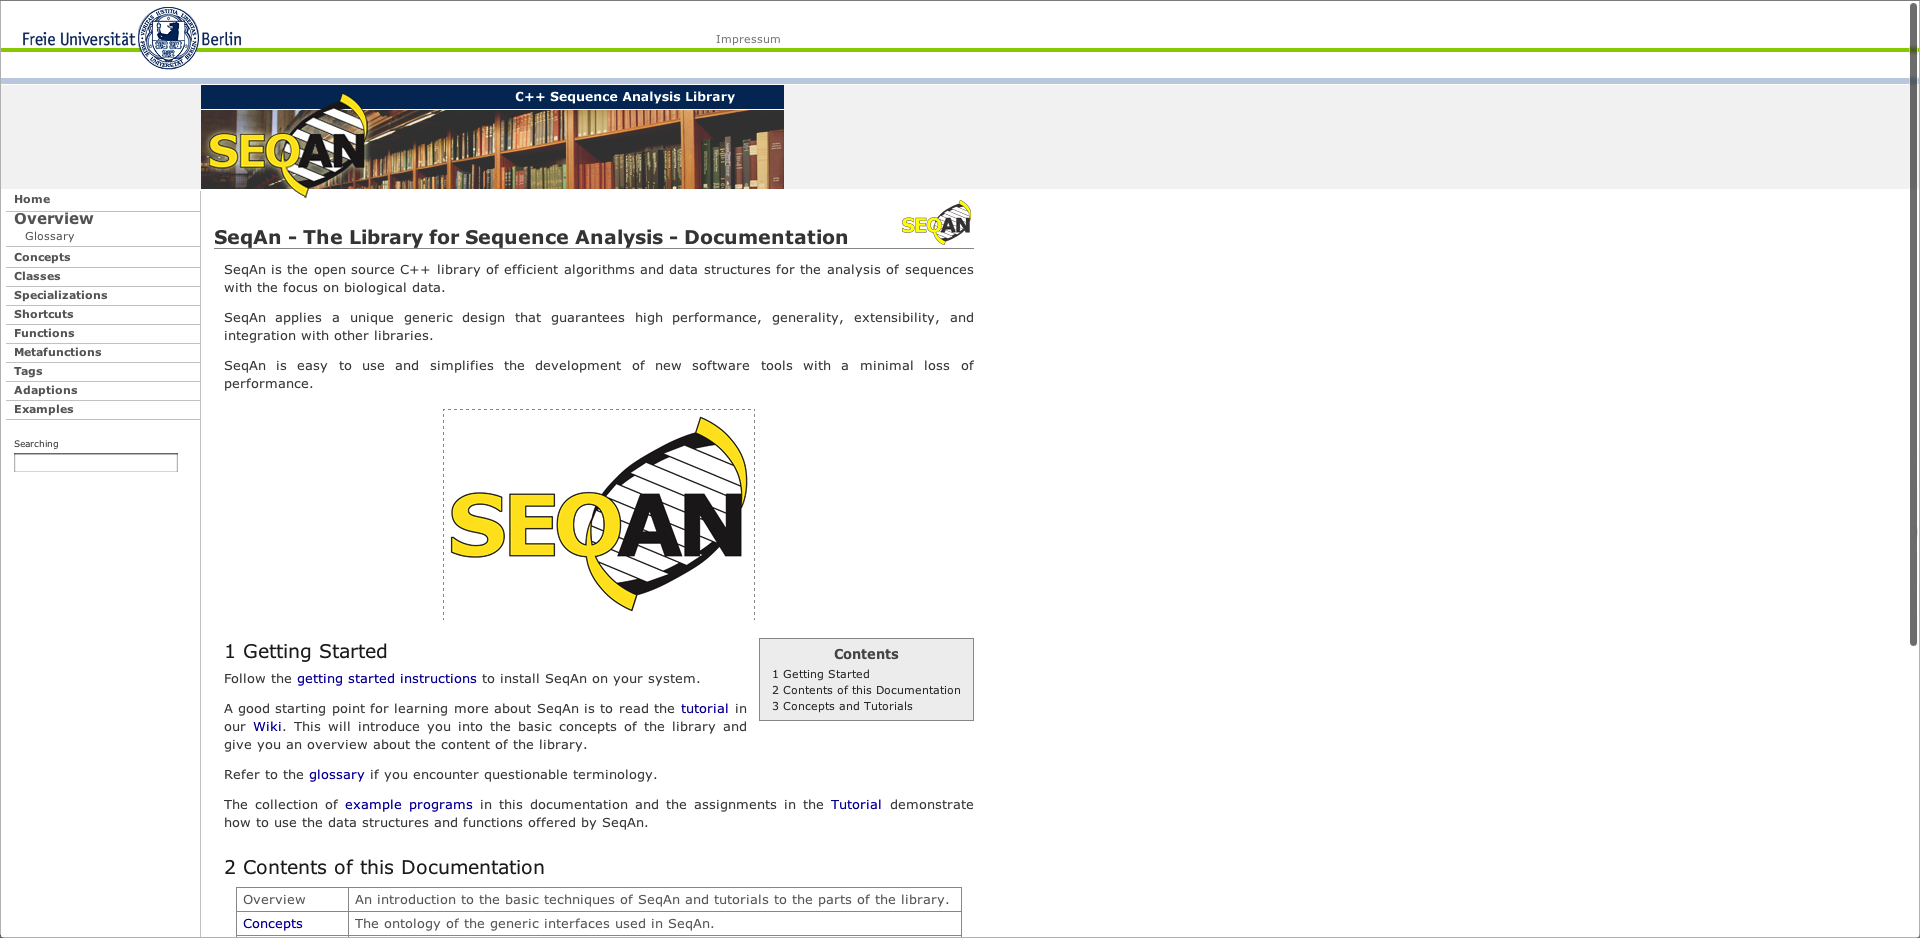 Freie Universität Berlin
Impressum
C++ Sequence Analysis Library
SEQAN
Home
Overview
Glossary
Concepts
Classes
Specializations
Shortcuts
Functions
Metafunctions
Tags
Adaptions
Examples
Searching
SEQAN
SeqAn - The Library for Sequence Analysis - Documentation
SeqAn is the open source C++ library of efficient algorithms and data structures for the analysis of sequences
with the focus on biological data.
SeqAn applies a unique generic design that guarantees high performance, generality, extensibility, and
integration with other libraries.
SeqAn is easy to use and simplifies the development of new software tools with a minimal loss of
performance.
SEQAN
1 Getting Started
Follow the getting started instructions to install SeqAn on your system.
A good starting point for learning more about SeqAn is to read the tutorial in
our Wiki. This will introduce you into the basic concepts of the library and
give you an overview about the content of the library.
Contents
1 Getting Started
2 Contents of this Documentation
3 Concepts and Tutorials
Refer to the glossary if you encounter questionable terminology.
The collection of example programs in this documentation and the assignments in the Tutorial demonstrate
how to use the data structures and functions offered by SeqAn.
2 Contents of this Documentation
Overview An introduction to the basic techniques of SeqAn and tutorials to the parts of the library.
Concepts The ontology of the generic interfaces used in SeqAn.